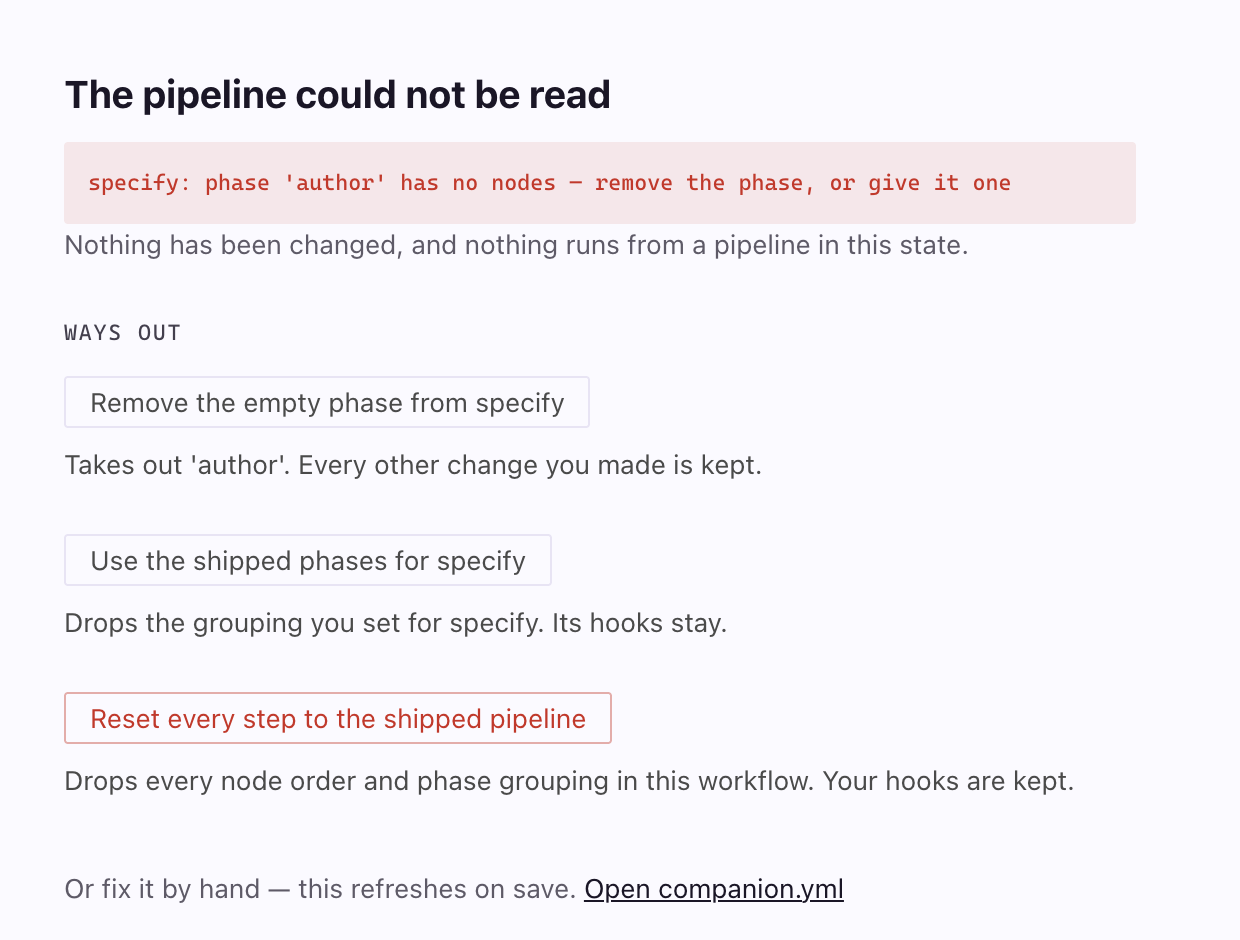 The pipeline could not be read
specify: phase 'author' has no nodes — remove the phase, or give it one
Nothing has been changed, and nothing runs from a pipeline in this state.
WAYS OUT
Remove the empty phase from specify
Takes out 'author'. Every other change you made is kept.
Use the shipped phases for specify
Drops the grouping you set for specify. Its hooks stay.
Reset every step to the shipped pipeline
Drops every node order and phase grouping in this workflow. Your hooks are kept.
Or fix it by hand — this refreshes on save. Open companion.yml